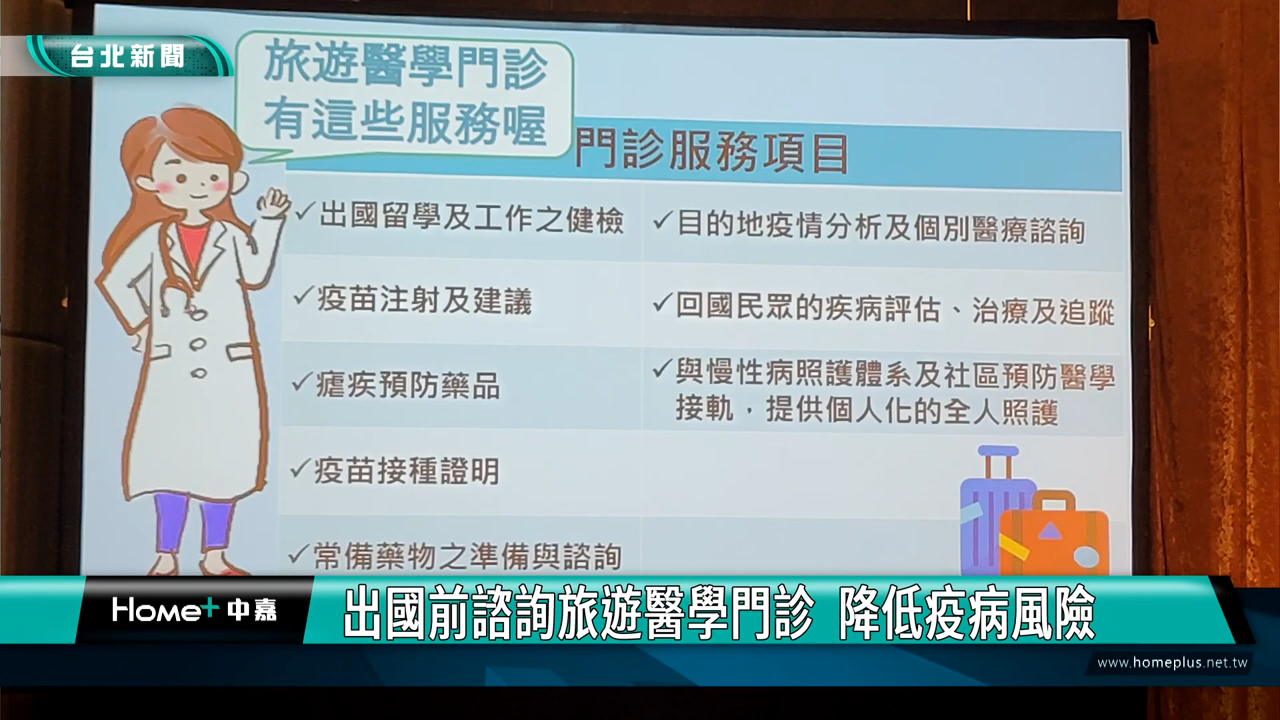 台北新聞
旅遊醫學門診
有這些服務喔
門診服務項目
✓出國留學及工作之健檢
✓目的地疫情分析及個別醫療諮詢
✓疫苗注射及建議
✓回國民眾的疾病評估、治療及追蹤
✓瘧疾預防藥品
✓與慢性病照護體系及社區預防醫學
接軌，提供個人化的全人照護
✓疫苗接種證明
✓常備藥物之準備與諮詢
Home+中嘉
出國前諮詢旅遊醫學門診 降低疫病風險
www.homeplus.net.tw